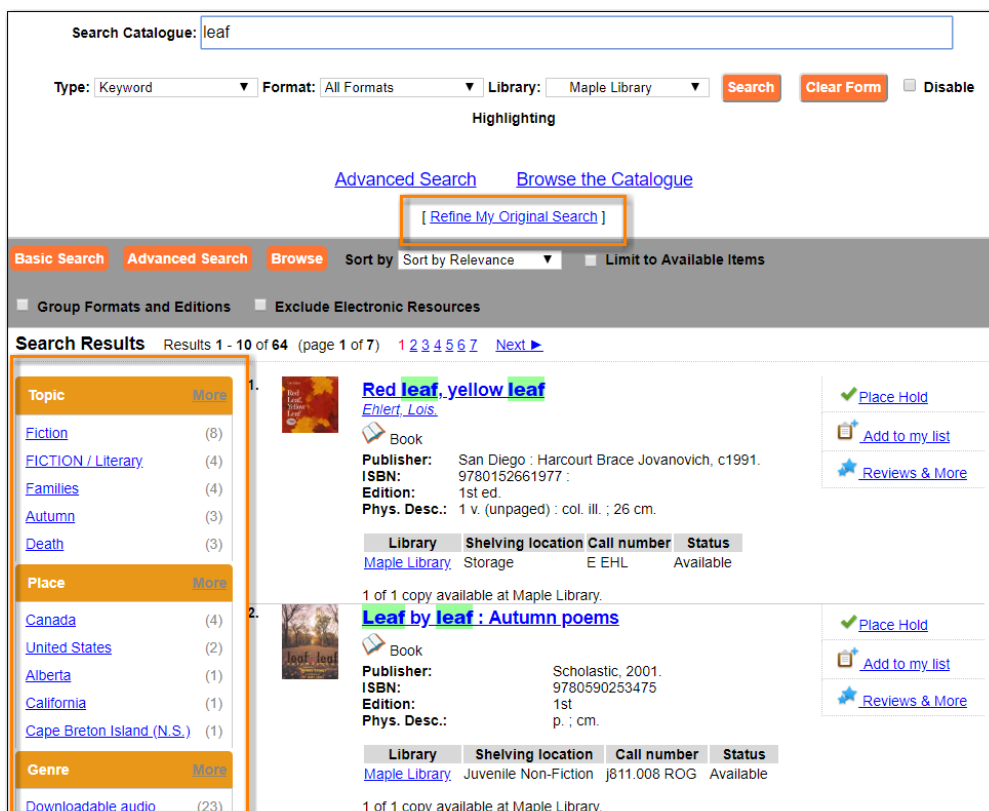 Search Catalogue: leaf
Type: Keyword ▼ Format: All Formats ▼ Library: Maple Library ▼ Search Clear Form Disable
Highlighting
Advanced Search Browse the Catalogue
[ Refine My Original Search ]
Basic Search Advanced Search Browse Sort by Sort by Relevance ▼ Limit to Available Items
Group Formats and Editions Exclude Electronic Resources
Search Results Results 1 - 10 of 64 (page 1 of 7) 1 2 3 4 5 6 7 Next ►
Topic More
Fiction (8)
FICTION / Literary (4)
Families (4)
Autumn (3)
Death (3)
Place More
Canada (4)
United States (2)
Alberta (1)
California (1)
Cape Breton Island (N.S.) (1)
Genre More
Downloadable audio (23)
1.
Red Leaf, Yellow Leaf
Red leaf, yellow leaf
Ehlert, Lois.
Book
Publisher: San Diego : Harcourt Brace Jovanovich, c1991.
ISBN: 9780152661977 :
Edition: 1st ed.
Phys. Desc.: 1 v. (unpaged) : col. ill. ; 26 cm.
Library Shelving location Call number Status
Maple Library Storage E EHL Available
1 of 1 copy available at Maple Library.
Place Hold
Add to my list
Reviews & More
2.
leaf leaf
Leaf by leaf : Autumn poems
Book
Publisher: Scholastic, 2001.
ISBN: 9780590253475
Edition: 1st
Phys. Desc.: p. ; cm.
Library Shelving location Call number Status
Maple Library Juvenile Non-Fiction j811.008 ROG Available
1 of 1 copy available at Maple Library.
Place Hold
Add to my list
Reviews & More